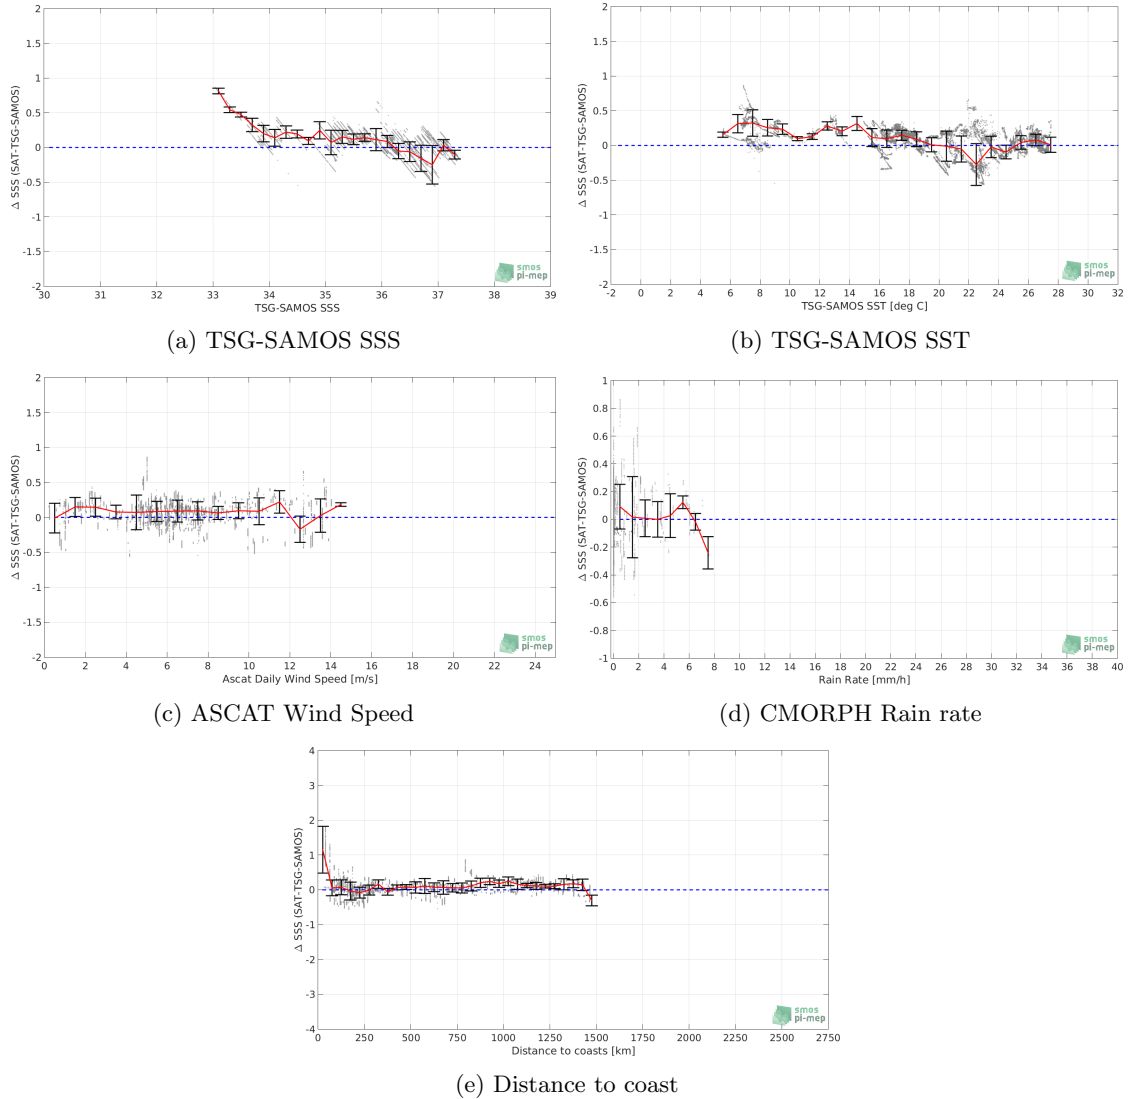 2
1.5
1
0.5
0
-0.5
-1
-1.5
-2
Δ SSS (SAT-TSG-SAMOS)
30 31 32 33 34 35 36 37 38 39
TSG-SAMOS SSS
smos
pi-mep
(a) TSG-SAMOS SSS
2
1.5
1
0.5
0
-0.5
-1
-1.5
-2
Δ SSS (SAT-TSG-SAMOS)
-2 0 2 4 6 8 10 12 14 16 18 20 22 24 26 28 30 32
TSG-SAMOS SST [deg C]
smos
pi-mep
(b) TSG-SAMOS SST
2
1.5
1
0.5
0
-0.5
-1
-1.5
-2
Δ SSS (SAT-TSG-SAMOS)
0 2 4 6 8 10 12 14 16 18 20 22 24
Ascat Daily Wind Speed [m/s]
smos
pi-mep
(c) ASCAT Wind Speed
1
0.8
0.6
0.4
0.2
0
-0.2
-0.4
-0.6
-0.8
-1
Δ SSS (SAT-TSG-SAMOS)
0 2 4 6 8 10 12 14 16 18 20 22 24 26 28 30 32 34 36 38 40
Rain Rate [mm/h]
smos
pi-mep
(d) CMORPH Rain rate
4
3
2
1
0
-1
-2
-3
-4
Δ SSS (SAT-TSG-SAMOS)
0 250 500 750 1000 1250 1500 1750 2000 2250 2500 2750
Distance to coasts [km]
smos
pi-mep
(e) Distance to coast